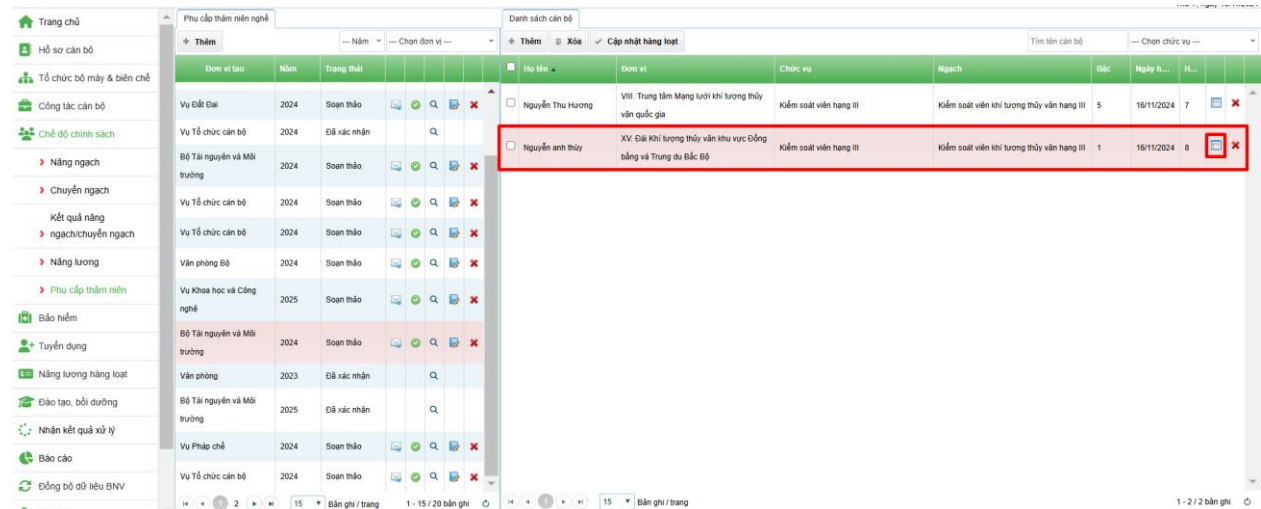 Trang chủ
Hồ sơ cán bộ
Tổ chức bộ máy & biên chế
Công tác cán bộ
Chế độ chính sách
Nâng ngạch
Chuyển ngạch
Kết quả nâng
ngạch/chuyển ngạch
Nâng lương
Phụ cấp thâm niên
Bảo hiểm
Tuyển dụng
Nâng lương hàng loạt
Đào tạo, bồi dưỡng
Nhận kết quả xử lý
Báo cáo
Đồng bộ dữ liệu BNV
Phụ cấp thâm niên nghề
+ Thêm --- Năm --- Chọn đơn vị ---
Đơn vị tạo Năm Trạng thái
Vụ Đất Đai 2024 Soạn thảo
Vụ Tổ chức cán bộ 2024 Đã xác nhận
Bộ Tài nguyên và Môi
trường 2024 Soạn thảo
Vụ Tổ chức cán bộ 2024 Soạn thảo
Vụ Tổ chức cán bộ 2024 Soạn thảo
Văn phòng Bộ 2024 Soạn thảo
Vụ Khoa học và Công
nghệ 2025 Soạn thảo
Bộ Tài nguyên và Môi
trường 2024 Soạn thảo
Văn phòng 2023 Đã xác nhận
Bộ Tài nguyên và Môi
trường 2025 Đã xác nhận
Vụ Pháp chế 2024 Soạn thảo
Vụ Tổ chức cán bộ 2024 Soạn thảo
1 2 15 Bản ghi / trang 1 - 15 / 20 bản ghi
Danh sách cán bộ
+ Thêm Xóa Cập nhật hàng loạt Tìm tên cán bộ --- Chọn chức vụ ---
Họ tên Đơn vị Chức vụ Ngạch Bậc Ngày h... H...
Nguyễn Thu Hương VIII. Trung tâm Mạng lưới khí tượng thủy
văn quốc gia Kiểm soát viên hạng III Kiểm soát viên khí tượng thủy văn hạng III 5 16/11/2024 7
Nguyễn anh thùy XV. Đài Khí tượng thủy văn khu vực Đồng
bằng và Trung du Bắc Bộ Kiểm soát viên hạng III Kiểm soát viên khí tượng thủy văn hạng III 1 16/11/2024 8
1 15 Bản ghi / trang 1 - 2 / 2 bản ghi